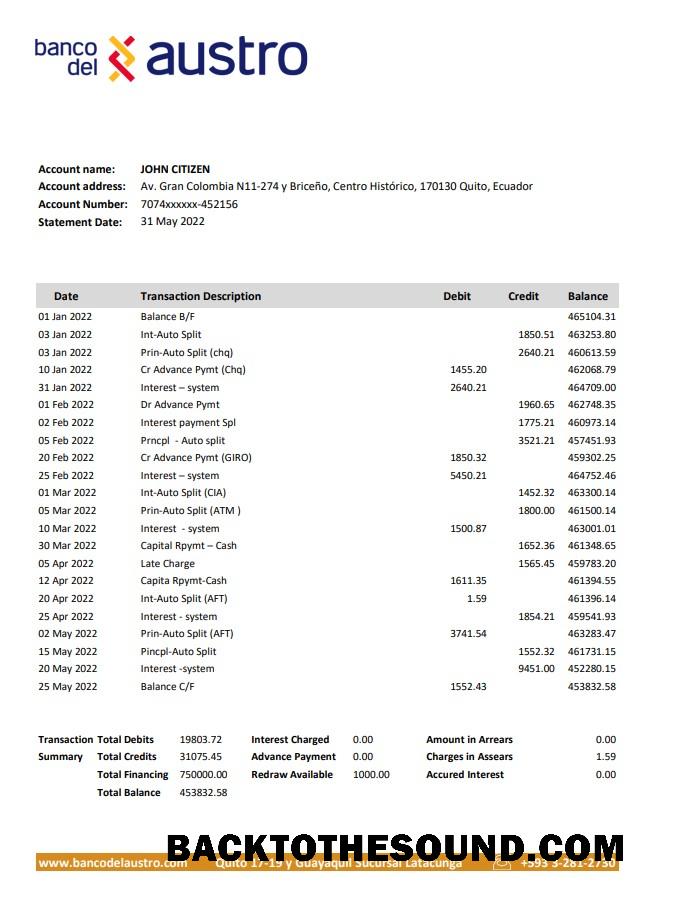 banco
del austro
Account name: JOHN CITIZEN
Account address: Av. Gran Colombia N11-274 y Briceño, Centro Histórico, 170130 Quito, Ecuador
Account Number: 7074xxxxxx-452156
Statement Date: 31 May 2022
Date Transaction Description Debit Credit Balance
01 Jan 2022 Balance B/F 465104.31
03 Jan 2022 Int-Auto Split 1850.51 463253.80
03 Jan 2022 Prin-Auto Split (chq) 2640.21 460613.59
10 Jan 2022 Cr Advance Pymt (Chq) 1455.20 462068.79
31 Jan 2022 Interest – system 2640.21 464709.00
01 Feb 2022 Dr Advance Pymt 1960.65 462748.35
02 Feb 2022 Interest payment Spl 1775.21 460973.14
05 Feb 2022 Prncpl - Auto split 3521.21 457451.93
20 Feb 2022 Cr Advance Pymt (GIRO) 1850.32 459302.25
25 Feb 2022 Interest – system 5450.21 464752.46
01 Mar 2022 Int-Auto Split (CIA) 1452.32 463300.14
05 Mar 2022 Prin-Auto Split (ATM ) 1800.00 461500.14
10 Mar 2022 Interest - system 1500.87 463001.01
30 Mar 2022 Capital Rpymt – Cash 1652.36 461348.65
05 Apr 2022 Late Charge 1565.45 459783.20
12 Apr 2022 Capita Rpymt-Cash 1611.35 461394.55
20 Apr 2022 Int-Auto Split (AFT) 1.59 461396.14
25 Apr 2022 Interest - system 1854.21 459541.93
02 May 2022 Prin-Auto Split (AFT) 3741.54 463283.47
15 May 2022 Pincpl-Auto Split 1552.32 461731.15
20 May 2022 Interest -system 9451.00 452280.15
25 May 2022 Balance C/F 1552.43 453832.58
Transaction Total Debits 19803.72 Interest Charged 0.00 Amount in Arrears 0.00
Summary Total Credits 31075.45 Advance Payment 0.00 Charges in Assears 1.59
Total Financing 750000.00 Redraw Available 1000.00 Accured Interest 0.00
Total Balance 453832.58
BACKTOTHESOUND.COM
www.bancodelaustro.com Quito 17-19 y Guayaquil Sucursal Latacunga +593 3-281-2730